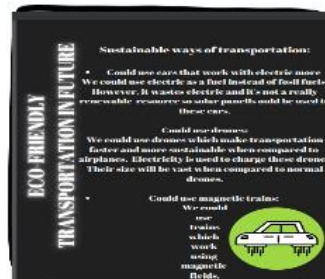 ECO FRIENDLY
TRANSPORTATION IN FUTURE
Sustainable ways of transportation:
• Could use cars that work with electric more
We could use electric as a fuel instead of fosil fuels.
However, it wastes electric and it's not a really
renewable resource so solar panells ould be used in
these cars.
Could use drones:
We could use drones which make transportation
faster and more sustainable when compared to
airplanes. Electricity is used to charge these drones
Their size will be vast when compared to normal
drones.
• Could use magnetic trains:
We could
use
trains
which
work
using
magnetic
fields.